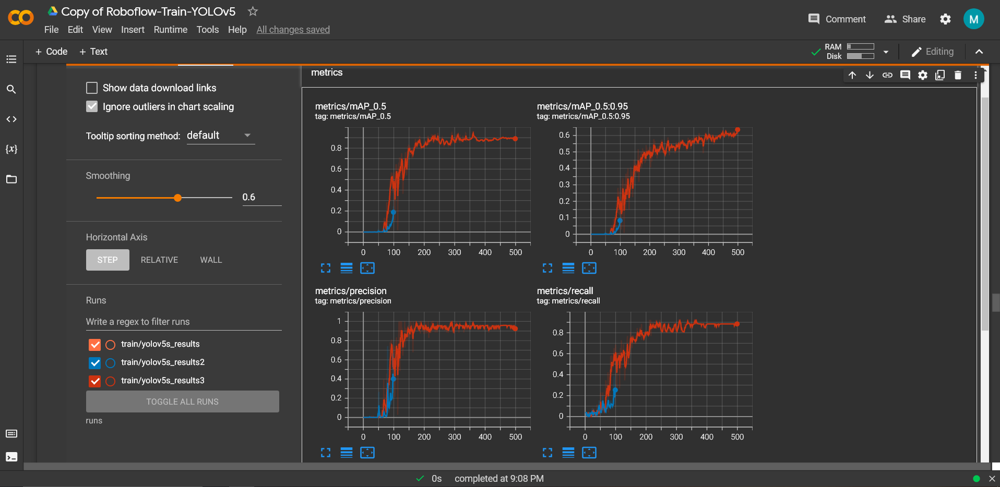 Copy of Roboflow-Train-YOLOv5
File Edit View Insert Runtime Tools Help All changes saved
Comment Share M
+ Code + Text
RAM
Disk
Editing
metrics
Show data download links
Ignore outliers in chart scaling
Tooltip sorting method: default
Smoothing
0.6
Horizontal Axis
STEP RELATIVE WALL
Runs
Write a regex to filter runs
train/yolov5s_results
train/yolov5s_results2
train/yolov5s_results3
TOGGLE ALL RUNS
runs
metrics/mAP_0.5
tag: metrics/mAP_0.5
0.8
0.6
0.4
0.2
0
0 100 200 300 400 500
metrics/mAP_0.5:0.95
tag: metrics/mAP_0.5:0.95
0.6
0.5
0.4
0.3
0.2
0.1
0
0 100 200 300 400 500
metrics/precision
tag: metrics/precision
1
0.8
0.6
0.4
0.2
0
0 100 200 300 400 500
metrics/recall
tag: metrics/recall
0.8
0.6
0.4
0.2
0
0 100 200 300 400 500
{x}
0s completed at 9:08 PM